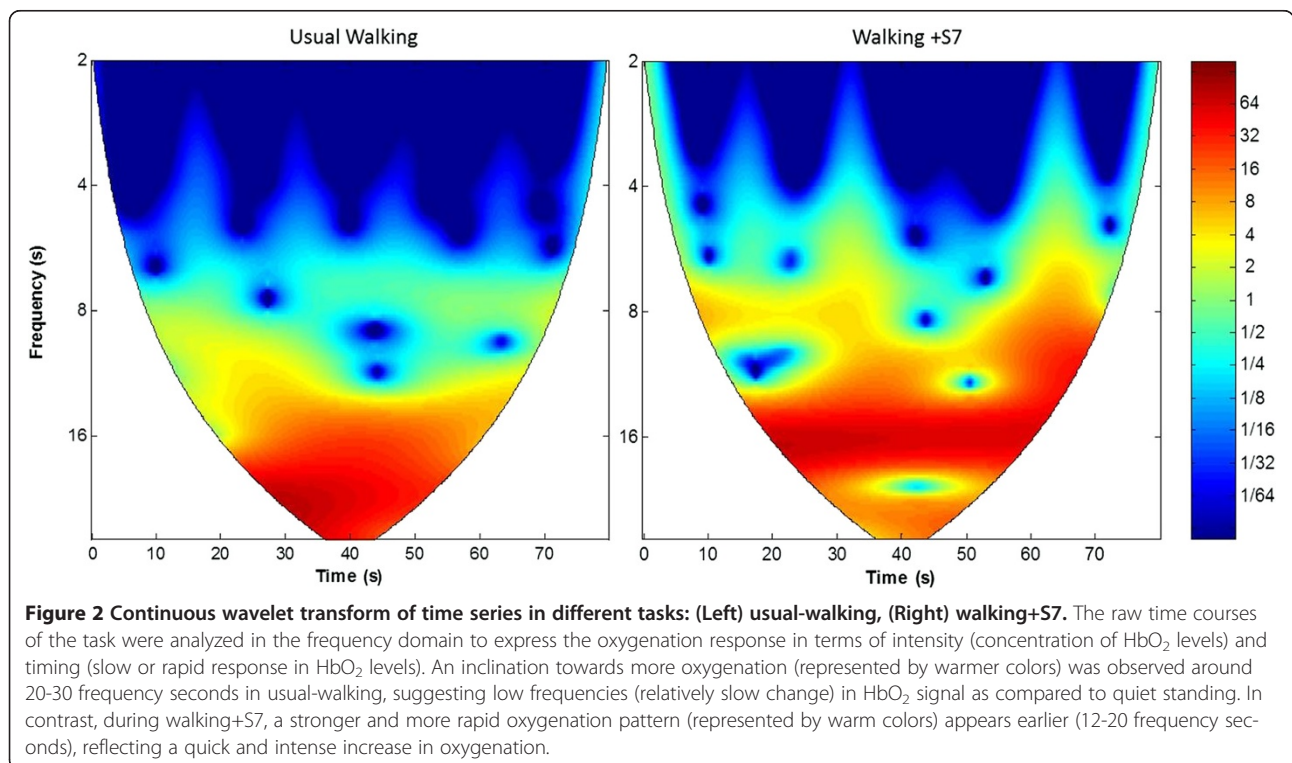 Usual Walking
Walking +S7
2
4
8
16
Frequency (s)
0 10 20 30 40 50 60 70
Time (s)
2
4
8
16
0 10 20 30 40 50 60 70
Time (s)
64
32
16
8
4
2
1
1/2
1/4
1/8
1/16
1/32
1/64
Figure 2 Continuous wavelet transform of time series in different tasks: (Left) usual-walking, (Right) walking+S7. The raw time courses
of the task were analyzed in the frequency domain to express the oxygenation response in terms of intensity (concentration of HbO₂ levels) and
timing (slow or rapid response in HbO₂ levels). An inclination towards more oxygenation (represented by warmer colors) was observed around
20-30 frequency seconds in usual-walking, suggesting low frequencies (relatively slow change) in HbO₂ signal as compared to quiet standing. In
contrast, during walking+S7, a stronger and more rapid oxygenation pattern (represented by warm colors) appears earlier (12-20 frequency sec-
onds), reflecting a quick and intense increase in oxygenation.